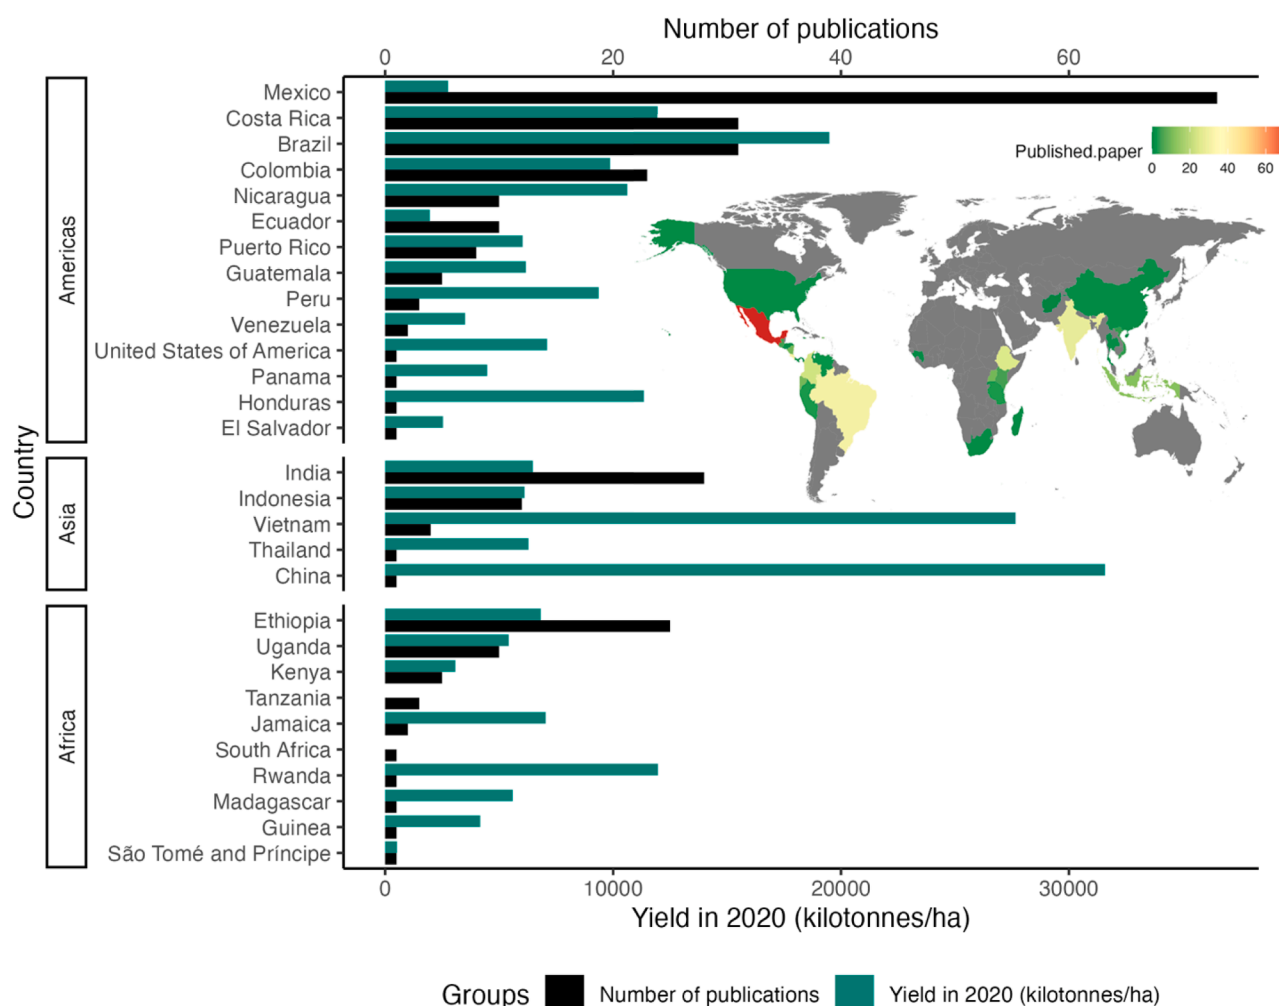 Number of publications
0 20 40 60
Country
Americas
Mexico
Costa Rica
Brazil
Colombia
Nicaragua
Ecuador
Puerto Rico
Guatemala
Peru
Venezuela
United States of America
Panama
Honduras
El Salvador
Published.paper
0 20 40 60
Asia
India
Indonesia
Vietnam
Thailand
China
Africa
Ethiopia
Uganda
Kenya
Tanzania
Jamaica
South Africa
Rwanda
Madagascar
Guinea
São Tomé and Príncipe
0 10000 20000 30000
Yield in 2020 (kilotonnes/ha)
Groups Number of publications Yield in 2020 (kilotonnes/ha)